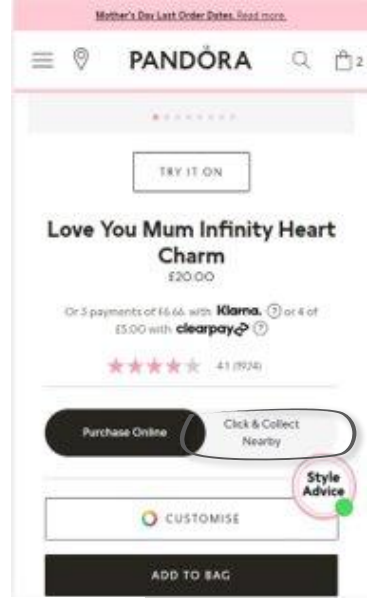 Mother's Day Last Order Dates. Read more.
PANDÖRA
2
TRY IT ON
Love You Mum Infinity Heart
Charm
£20.00
Or 3 payments of £6.66 with Klarna. ? or 4 of
£5.00 with clearpay ?
4.1 (1924)
Purchase Online
Click & Collect
Nearby
Style
Advice
CUSTOMISE
ADD TO BAG